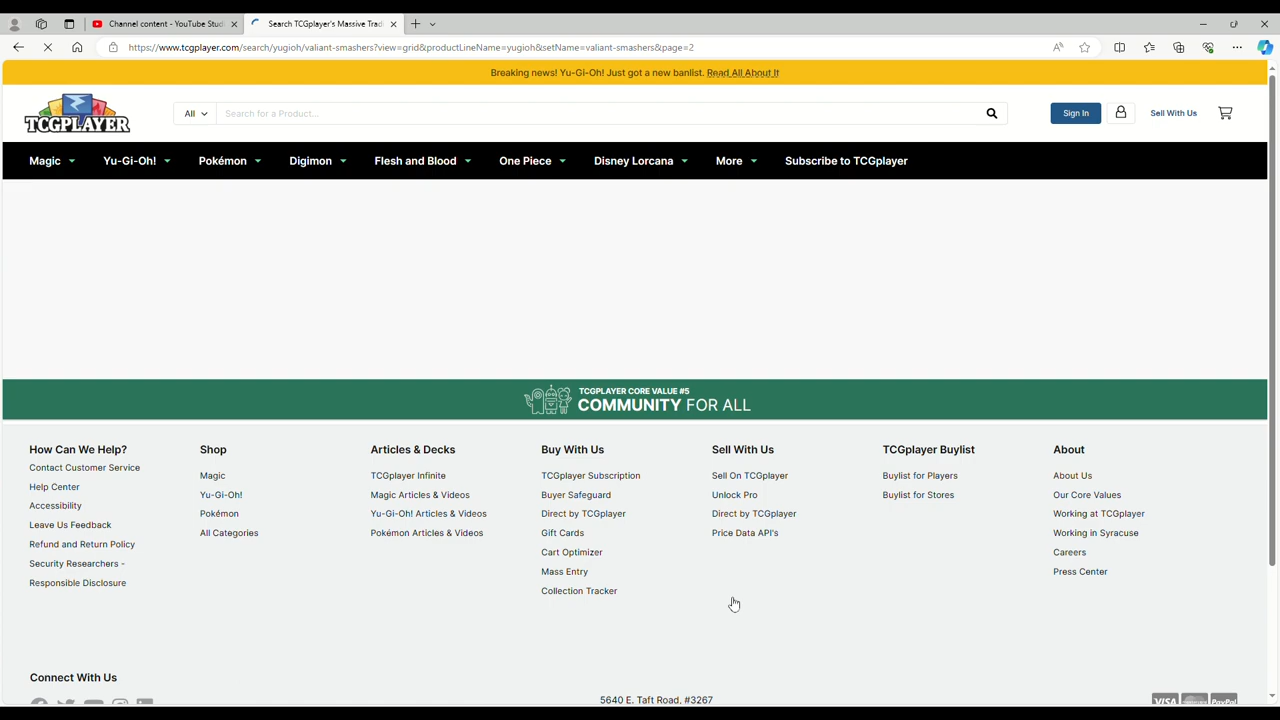 Channel content - YouTube Stud
Search TCGplayer's Massive Trad
https://www.tcgplayer.com/search/yugioh/valiant-smashers?view=grid&productLineName=yugioh&setName=valiant-smashers&page=2
Breaking news! Yu-Gi-Oh! Just got a new banlist. Read All About It
TCGPLAYER
All
Search for a Product...
Sign In
Sell With Us
Magic
Yu-Gi-Oh!
Pokémon
Digimon
Flesh and Blood
One Piece
Disney Lorcana
More
Subscribe to TCGplayer
TCGPLAYER CORE VALUE #5
COMMUNITY FOR ALL
How Can We Help?
Contact Customer Service
Help Center
Accessibility
Leave Us Feedback
Refund and Return Policy
Security Researchers -
Responsible Disclosure
Shop
Magic
Yu-Gi-Oh!
Pokémon
All Categories
Articles & Decks
TCGplayer Infinite
Magic Articles & Videos
Yu-Gi-Oh! Articles & Videos
Pokémon Articles & Videos
Buy With Us
TCGplayer Subscription
Buyer Safeguard
Direct by TCGplayer
Gift Cards
Cart Optimizer
Mass Entry
Collection Tracker
Sell With Us
Sell On TCGplayer
Unlock Pro
Direct by TCGplayer
Price Data API's
TCGplayer Buylist
Buylist for Players
Buylist for Stores
About
About Us
Our Core Values
Working at TCGplayer
Working in Syracuse
Careers
Press Center
Connect With Us
5640 E. Taft Road, #3267
VISA
PayPal